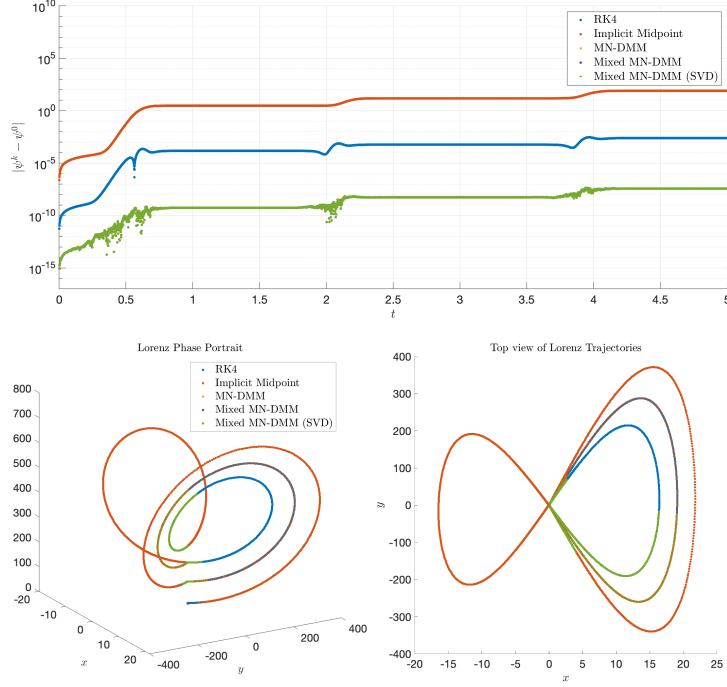 10^10
10^5
10^0
10^-5
10^-10
10^-15
|ψ^k − ψ^0|
0 0.5 1 1.5 2 2.5 3 3.5 4 4.5 5
t
RK4
Implicit Midpoint
MN-DMM
Mixed MN-DMM
Mixed MN-DMM (SVD)
Lorenz Phase Portrait
RK4
Implicit Midpoint
MN-DMM
Mixed MN-DMM
Mixed MN-DMM (SVD)
800
700
600
500
400
300
200
100
0
-20
-10
0
10
20
x
-400
-200
0
200
400
y
Top view of Lorenz Trajectories
400
300
200
100
0
-100
-200
-300
-400
y
-20 -15 -10 -5 0 5 10 15 20 25
x